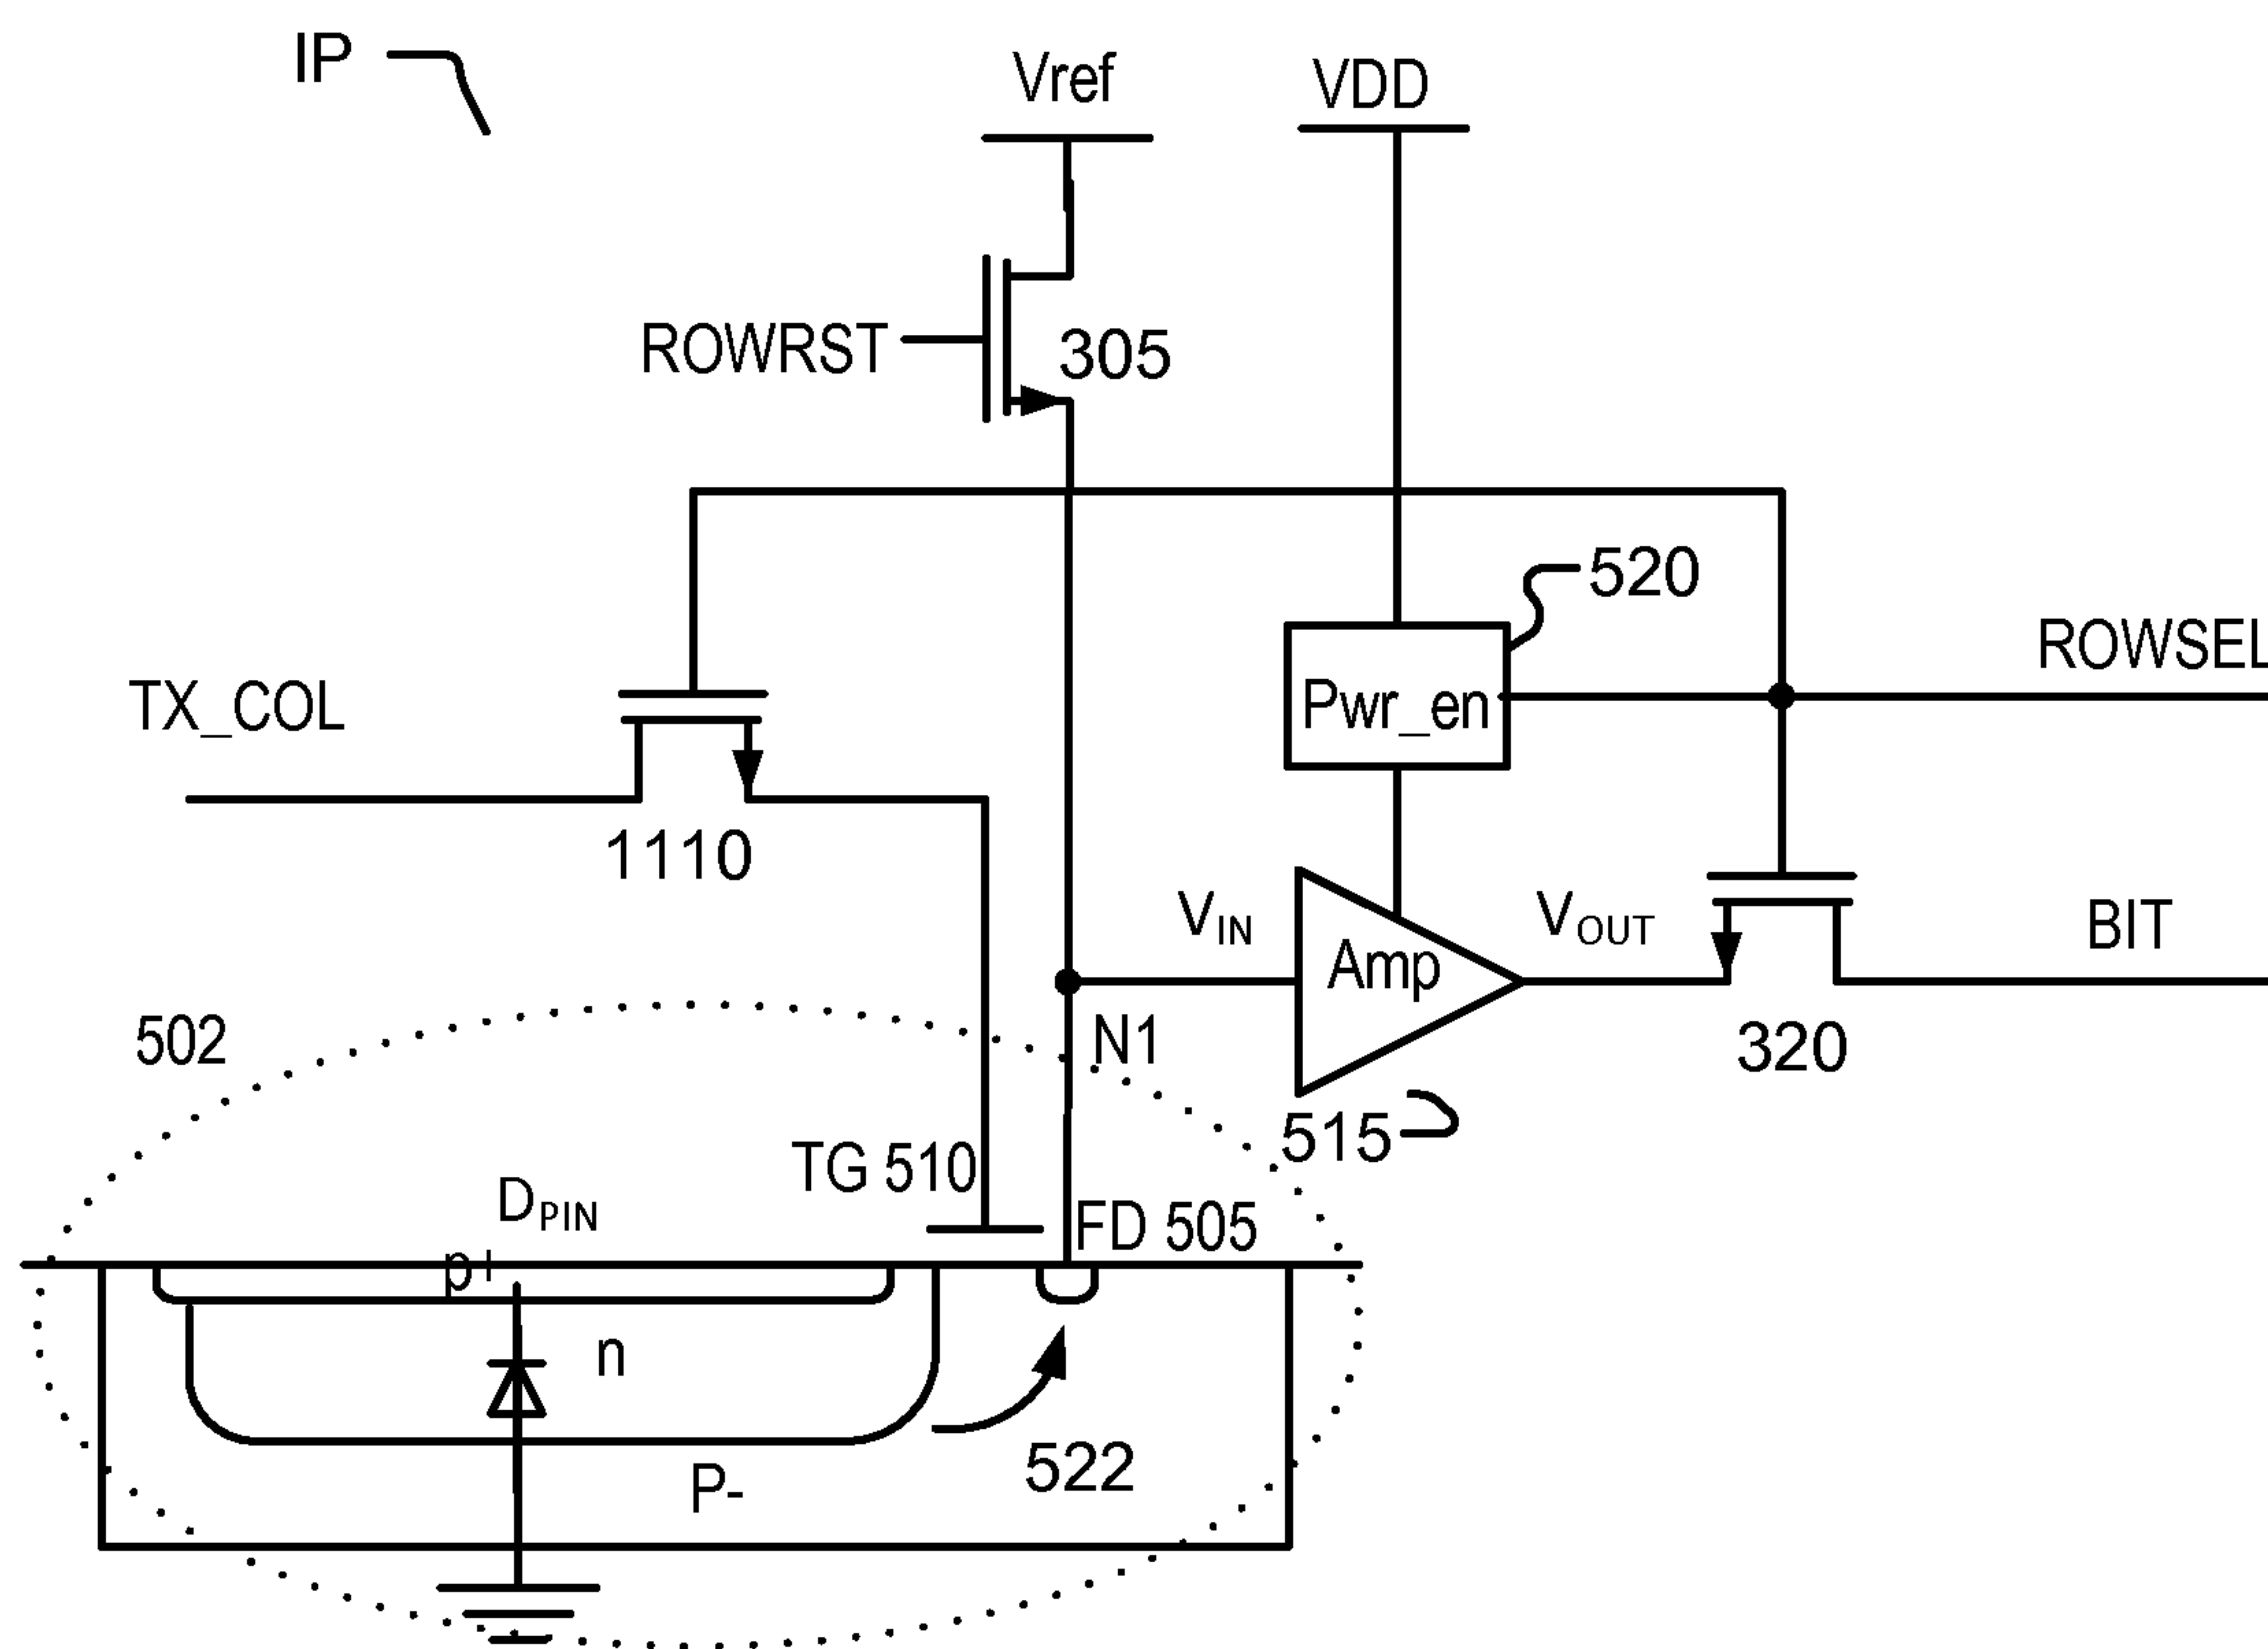 IP
Vref
VDD
ROWRST
305
520
ROWSEL
TX_COL
Pwr_en
1110
VIN
Amp
VOUT
BIT
502
N1
320
515
TG 510
DPIN
FD 505
p+
n
522
P-